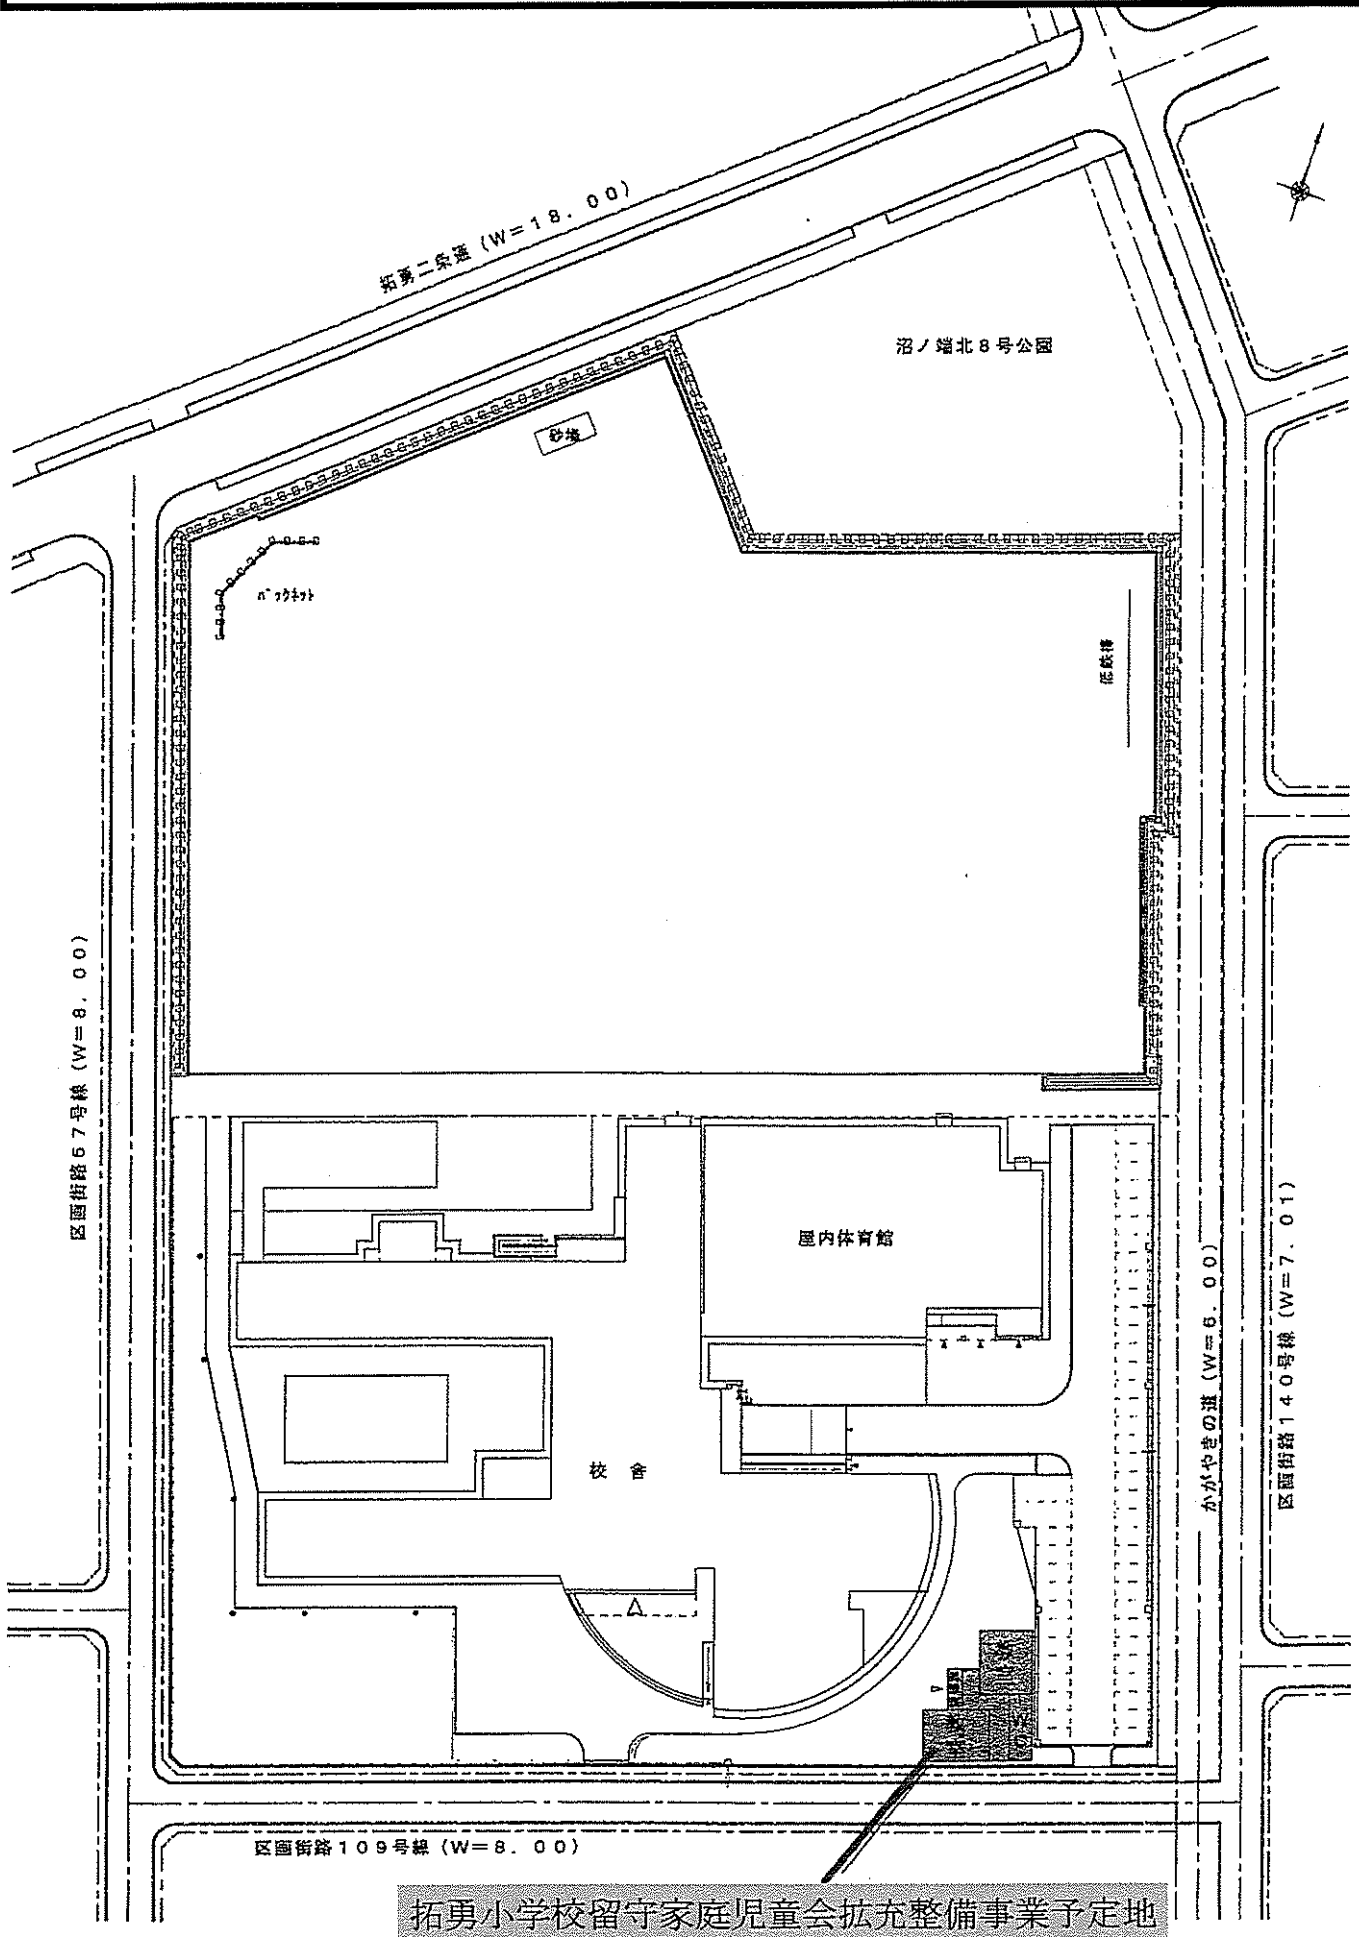 拓勇二条通（W＝18．00）
沼ノ端北8号公園
砂場
バックネット
低鉄棒
区画街路67号線（W＝8．00）
屋内体育館
かがやきの道（W＝6．00）
区画街路140号線（W＝7．01）
校　舎
区画街路109号線（W＝8．00）
拓勇小学校留守家庭児童会拡充整備事業予定地